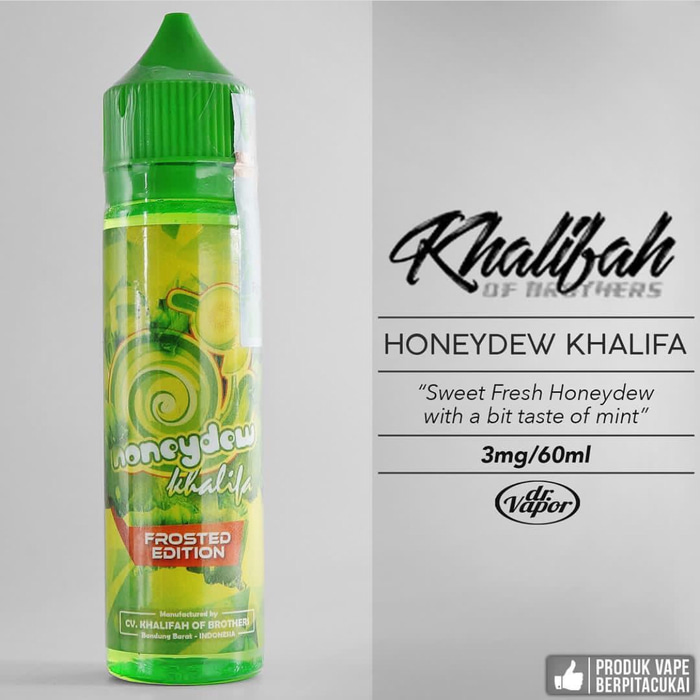 honeydew
khalifa
FROSTED
EDITION
Manufactured by
CV. KHALIFAH OF BROTHERS
Bandung Barat - INDONESIA
Khalifah
OF BROTHERS
HONEYDEW KHALIFA
“Sweet Fresh Honeydew
with a bit taste of mint”
3mg/60ml
dr.
Vapor
PRODUK VAPE
BERPITACUKAI